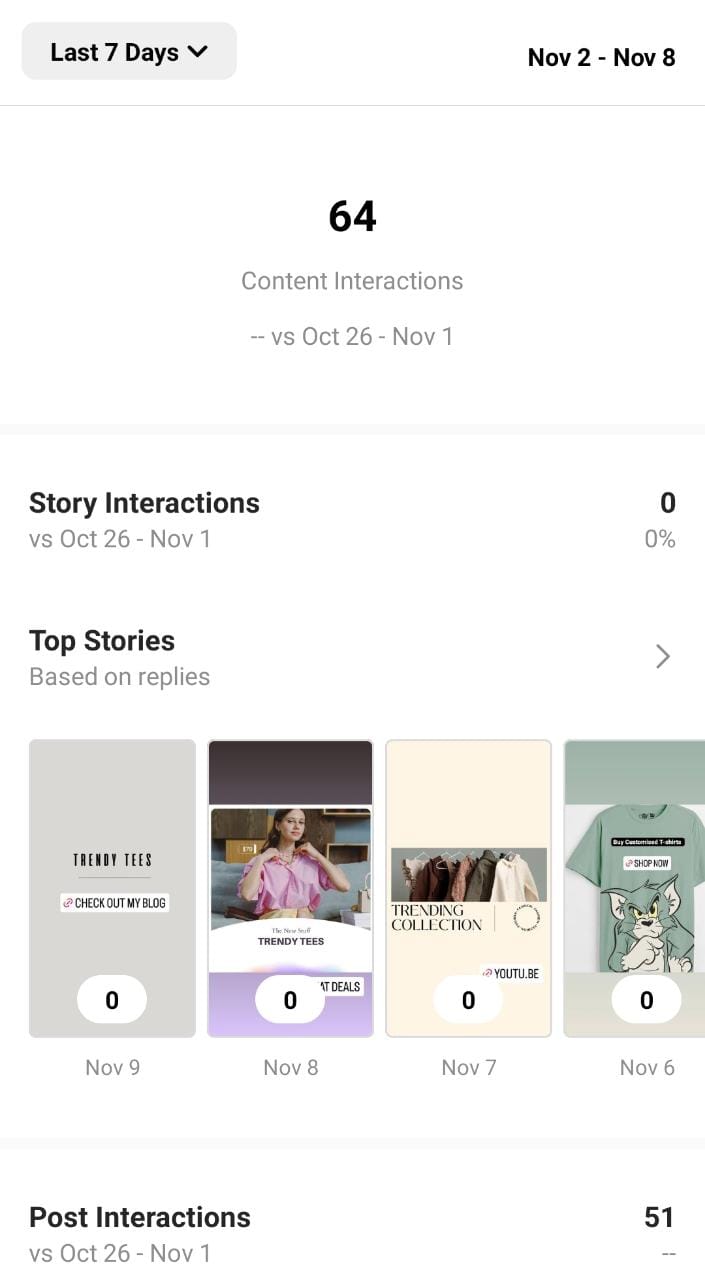 Last 7 Days
Nov 2 - Nov 8
64
Content Interactions
-- vs Oct 26 - Nov 1
Story Interactions
0
vs Oct 26 - Nov 1
0%
Top Stories
Based on replies
TRENDY TEES
CHECK OUT MY BLOG
0
Nov 9
$79
The New Stuff
TRENDY TEES
AT DEALS
0
Nov 8
TRENDING
COLLECTION
YOUTU.BE
0
Nov 7
Buy Customised T-shirts
SHOP NOW
0
Nov 6
Post Interactions
51
vs Oct 26 - Nov 1
--